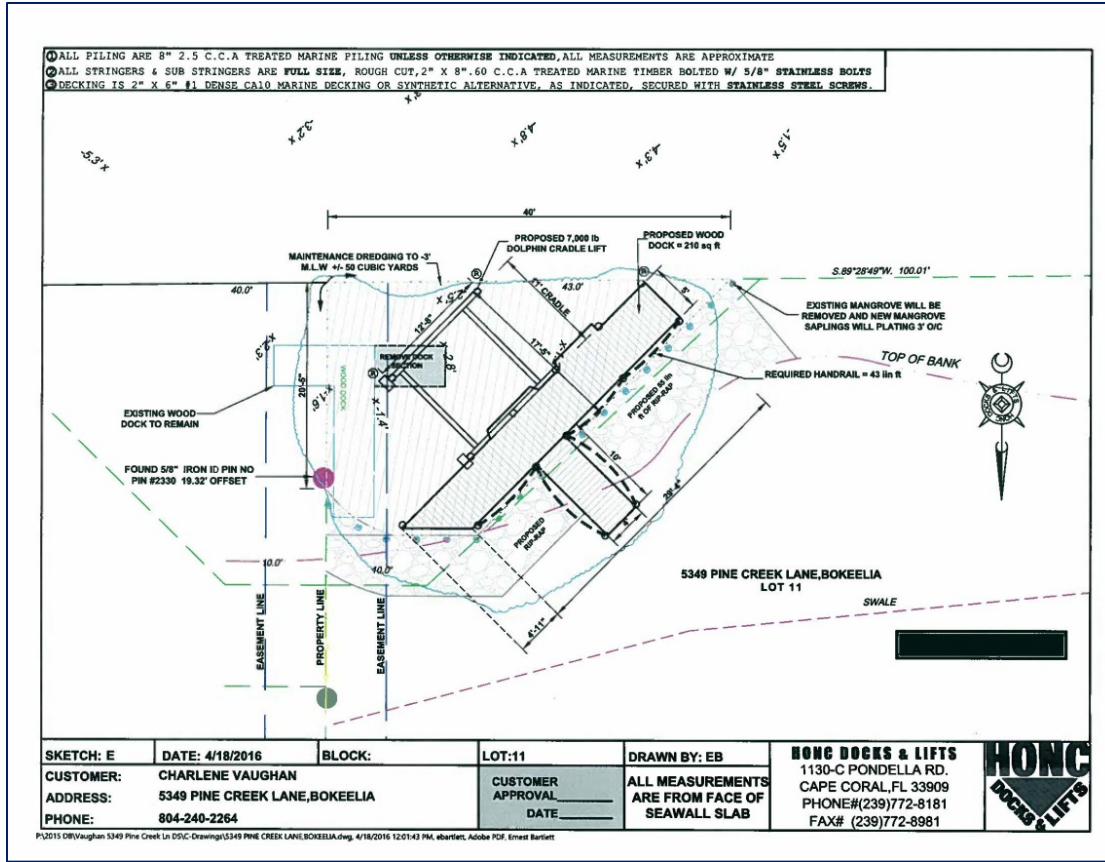 ①ALL PILING ARE 8" 2.5 C.C.A TREATED MARINE PILING UNLESS OTHERWISE INDICATED,ALL MEASUREMENTS ARE APPROXIMATE
②ALL STRINGERS & SUB STRINGERS ARE FULL SIZE, ROUGH CUT,2" X 8".60 C.C.A TREATED MARINE TIMBER BOLTED W/ 5/8" STAINLESS BOLTS
③DECKING IS 2" X 6" #1 DENSE CA10 MARINE DECKING OR SYNTHETIC ALTERNATIVE, AS INDICATED, SECURED WITH STAINLESS STEEL SCREWS.
-5.3' X
-3.2' X
-4.8' X
-4.3' X
-1.5' X
40'
PROPOSED 7,000 lb
DOLPHIN CRADLE LIFT
PROPOSED WOOD
DOCK = 210 sq ft
MAINTENANCE DREDGING TO -3'
M.L.W +/- 50 CUBIC YARDS
S.89°28'49"W. 100.01'
40.0'
43.0'
-2.5' X
11' CRADLE
5'
EXISTING MANGROVE WILL BE
REMOVED AND NEW MANGROVE
SAPLINGS WILL PLATING 3' O/C
12'-6"
17'-5"
X-2.3'
REMOVE DOCK
SECTION
TOP OF BANK
REQUIRED HANDRAIL = 43 lin ft
20'-5"
WOOD DOCK
X-1.6'
X -1.4'
EXISTING WOOD
DOCK TO REMAIN
FOUND 5/8" IRON ID PIN NO
PIN #2330 19.32' OFFSET
10'
4'
29'-4"
PROPOSED
RIP-RAP
10.0'
10.0'
4'-11"
5349 PINE CREEK LANE,BOKEELIA
LOT 11
SWALE
EASEMENT LINE
PROPERTY LINE
EASEMENT LINE
SKETCH: E
DATE: 4/18/2016
BLOCK:
LOT:11
DRAWN BY: EB
CUSTOMER: CHARLENE VAUGHAN
ADDRESS: 5349 PINE CREEK LANE,BOKEELIA
PHONE: 804-240-2264
CUSTOMER
APPROVAL
DATE
ALL MEASUREMENTS
ARE FROM FACE OF
SEAWALL SLAB
HONC DOCKS & LIFTS
1130-C PONDELLA RD.
CAPE CORAL,FL 33909
PHONE#(239)772-8181
FAX# (239)772-8981
HONC
DOCKS & LIFTS
P:\2015 DB\Vaughan 5349 Pine Creek Ln DS\C-Drawings\5349 PINE CREEK LANE,BOKEELIA.dwg, 4/18/2016 12:01:43 PM, ebartlett, Adobe PDF, Ernest Bartlett